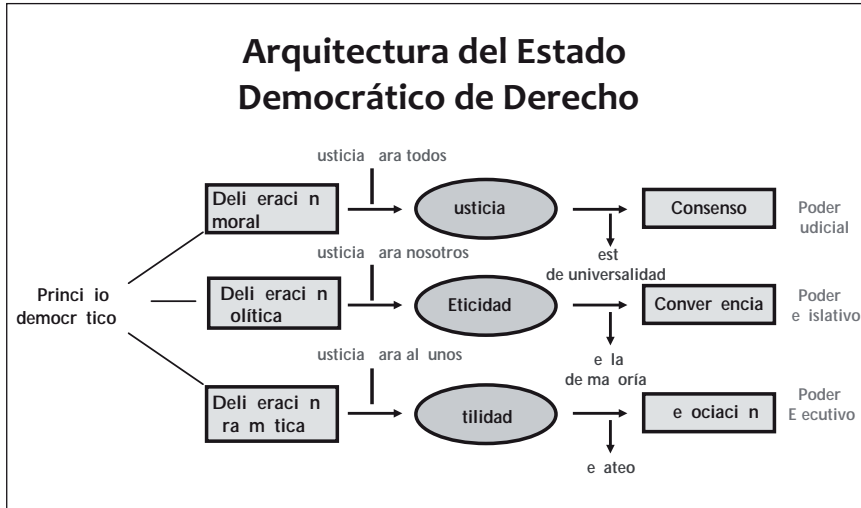 Arquitectura del Estado
Democrático de Derecho
usticia ara todos
Deli eraci n
moral
usticia
Consenso
Poder
udicial
est
de universalidad
usticia ara nosotros
Princi io
democr tico
Deli eraci n
olítica
Eticidad
Conver encia
Poder
e islativo
e la
de ma oría
usticia ara al unos
Deli eraci n
ra m tica
tilidad
e ociaci n
Poder
E ecutivo
e ateo